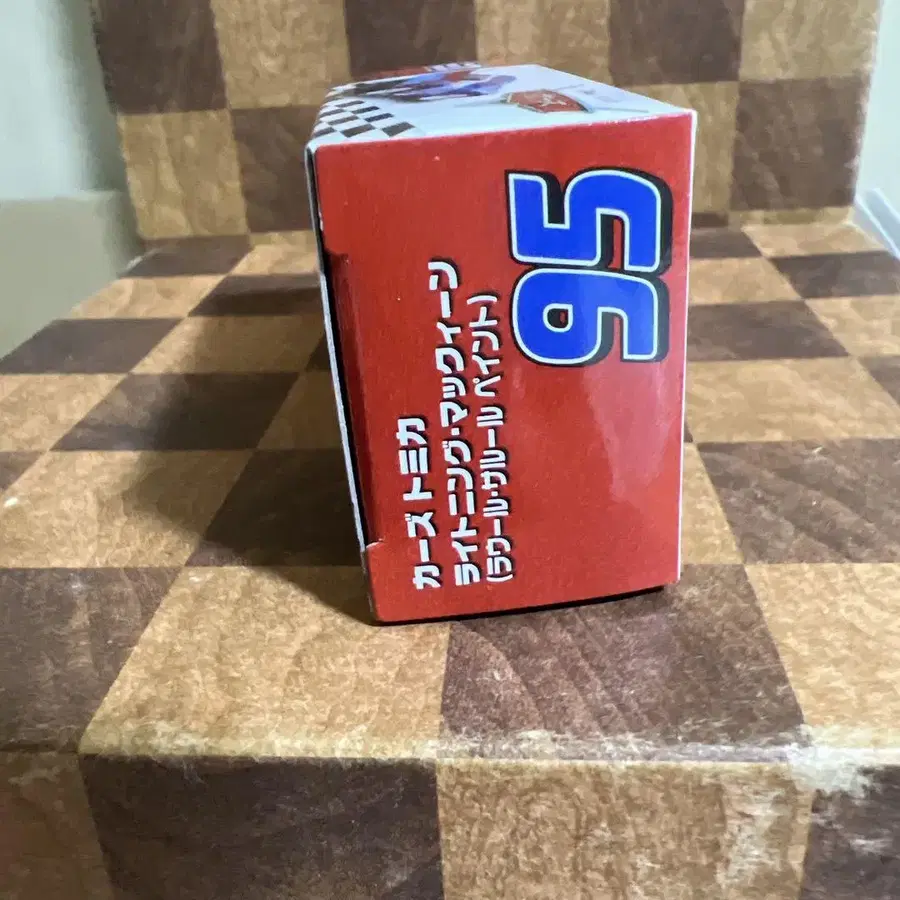 カーズ トミカ
ライトニング・マックィーン
(ラウール・サルール ペイント)
95